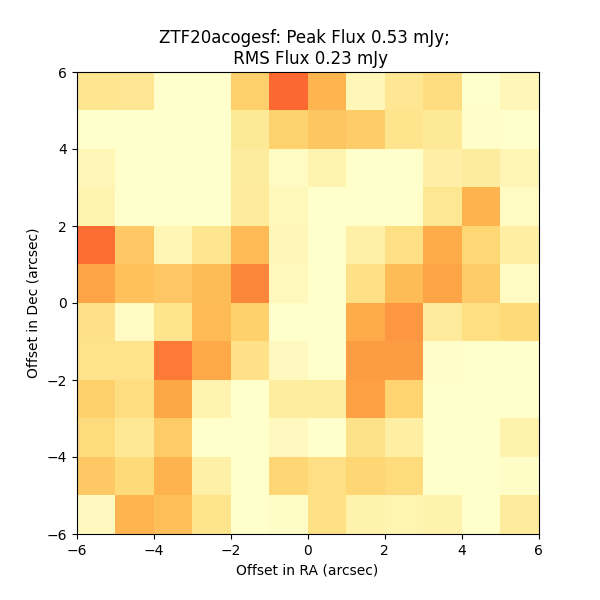 ZTF20acogesf: Peak Flux 0.53 mJy;
RMS Flux 0.23 mJy
6
4
2
0
−2
−4
−6
Offset in Dec (arcsec)
−6 −4 −2 0 2 4 6
Offset in RA (arcsec)